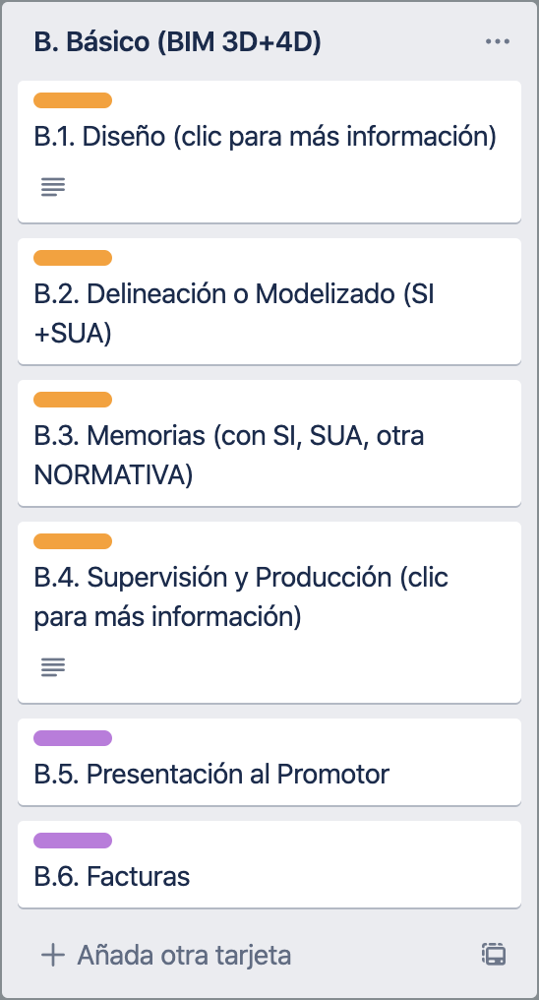 B. Básico (BIM 3D+4D)
B.1. Diseño (clic para más información)
B.2. Delineación o Modelizado (SI
+SUA)
B.3. Memorias (con SI, SUA, otra
NORMATIVA)
B.4. Supervisión y Producción (clic
para más información)
B.5. Presentación al Promotor
B.6. Facturas
Añada otra tarjeta